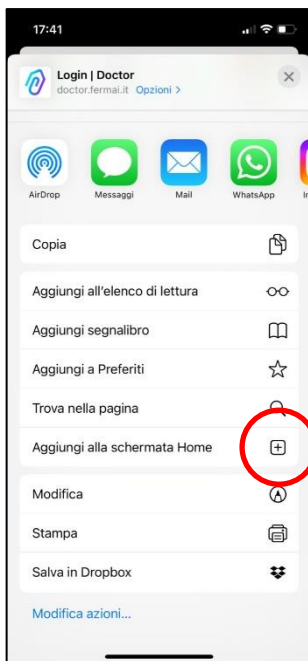 17:41
Login | Doctor
doctor.fermai.it Opzioni >
AirDrop Messaggi Mail WhatsApp
Copia
Aggiungi all'elenco di lettura
Aggiungi segnalibro
Aggiungi a Preferiti
Trova nella pagina
Aggiungi alla schermata Home
Modifica
Stampa
Salva in Dropbox
Modifica azioni...